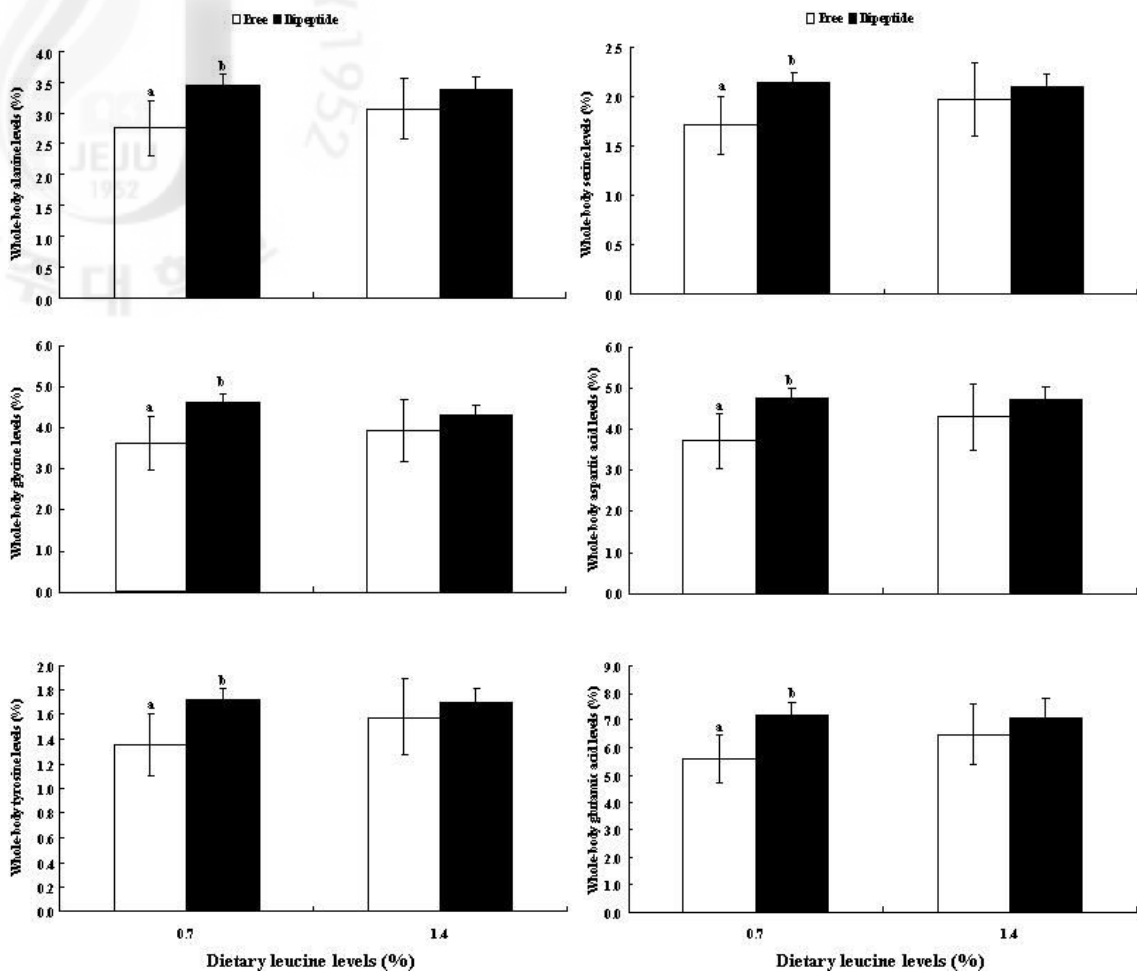 □ Free ■ Dipeptide
□ Free ■ Dipeptide
Whole-body alanine levels (%)
4.0
3.5
3.0
2.5
2.0
1.5
1.0
0.5
0.0
a
b
Whole-body serine levels (%)
2.5
2.0
1.5
1.0
0.5
0.0
a
b
Whole-body glycine levels (%)
6.0
5.0
4.0
3.0
2.0
1.0
0.0
a
b
Whole-body aspartic acid levels (%)
6.0
5.0
4.0
3.0
2.0
1.0
0.0
a
b
Whole-body tyrosine levels (%)
2.0
1.8
1.6
1.4
1.2
1.0
0.8
0.6
0.4
0.2
0.0
a
b
0.7
1.4
Dietary leucine levels (%)
Whole-body glutamic acid levels (%)
9.0
8.0
7.0
6.0
5.0
4.0
3.0
2.0
1.0
0.0
a
b
0.7
1.4
Dietary leucine levels (%)
JEJU
1952
1952
대